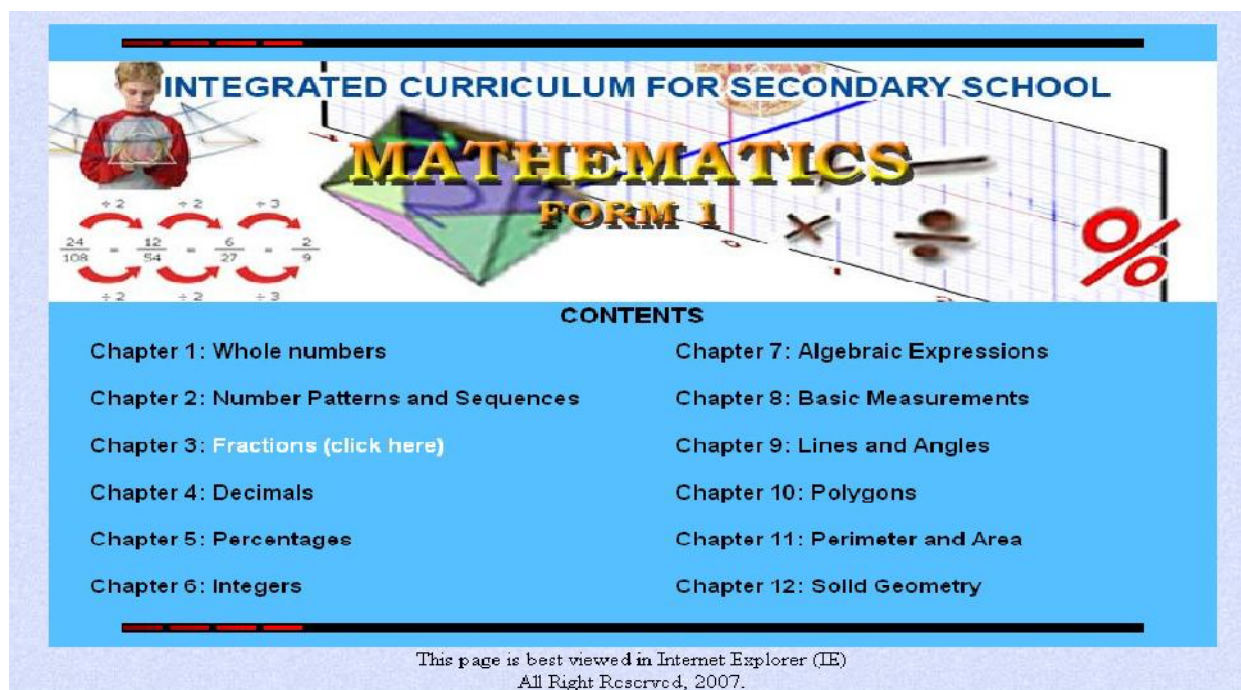 INTEGRATED CURRICULUM FOR SECONDARY SCHOOL
MATHEMATICS
FORM 1
÷ 2 ÷ 2 ÷ 3
24/108 = 12/54 = 6/27 = 2/9
÷ 2 ÷ 2 ÷ 3
× ÷ %
CONTENTS
Chapter 1: Whole numbers
Chapter 2: Number Patterns and Sequences
Chapter 3: Fractions (click here)
Chapter 4: Decimals
Chapter 5: Percentages
Chapter 6: Integers
Chapter 7: Algebraic Expressions
Chapter 8: Basic Measurements
Chapter 9: Lines and Angles
Chapter 10: Polygons
Chapter 11: Perimeter and Area
Chapter 12: Solid Geometry
This page is best viewed in Internet Explorer (IE)
All Right Reserved, 2007.